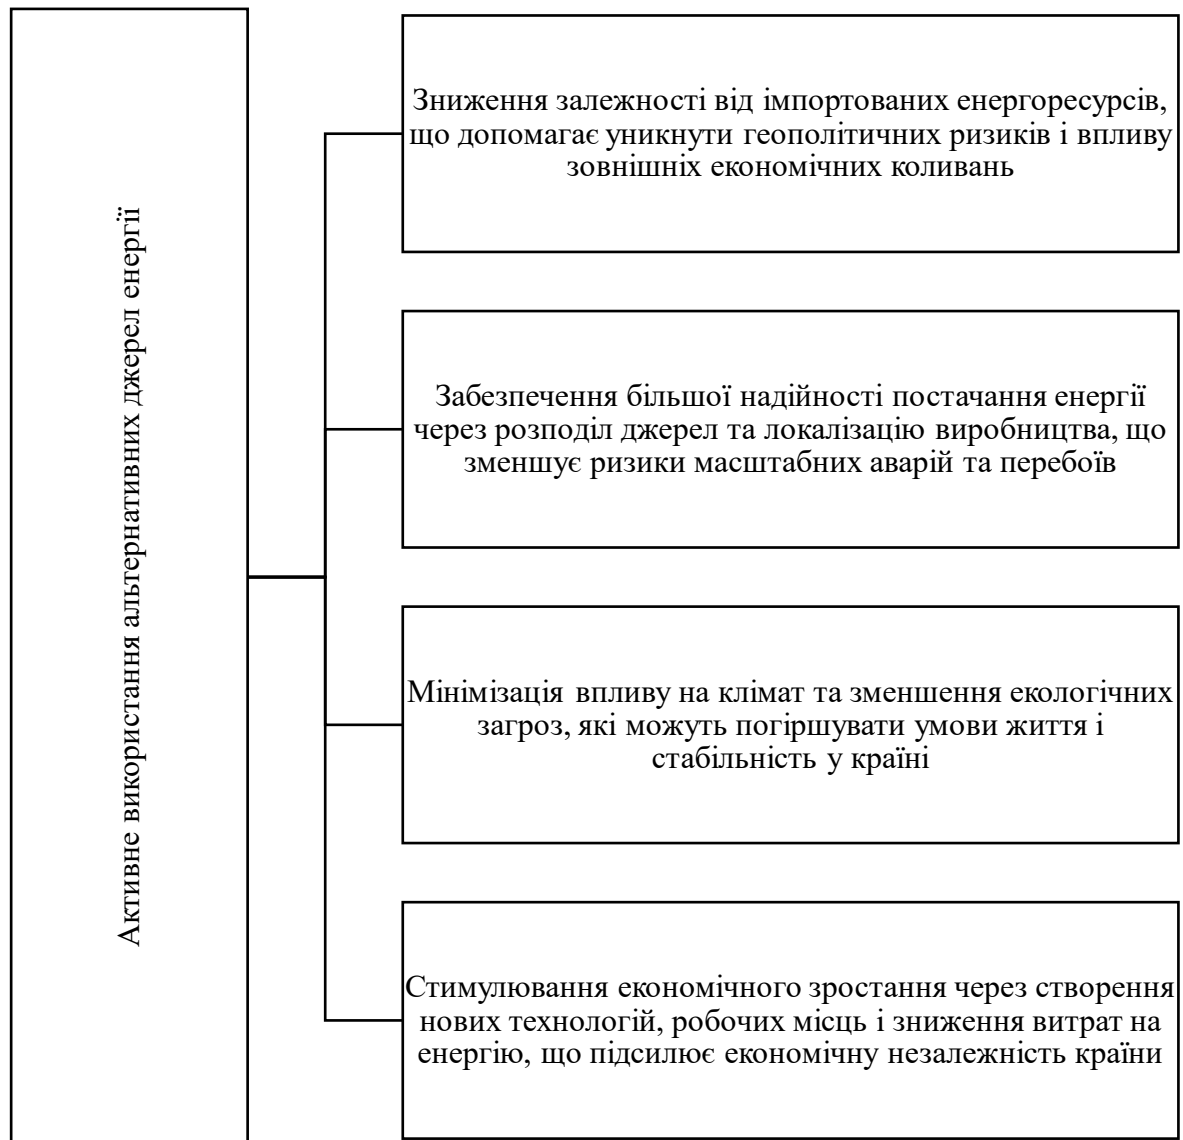 Активне використання альтернативних джерел енергії
Зниження залежності від імпортованих енергоресурсів,
що допомагає уникнути геополітичних ризиків і впливу
зовнішніх економічних коливань
Забезпечення більшої надійності постачання енергії
через розподіл джерел та локалізацію виробництва, що
зменшує ризики масштабних аварій та перебоїв
Мінімізація впливу на клімат та зменшення екологічних
загроз, які можуть погіршувати умови життя і
стабільність у країні
Стимулювання економічного зростання через створення
нових технологій, робочих місць і зниження витрат на
енергію, що підсилює економічну незалежність країни